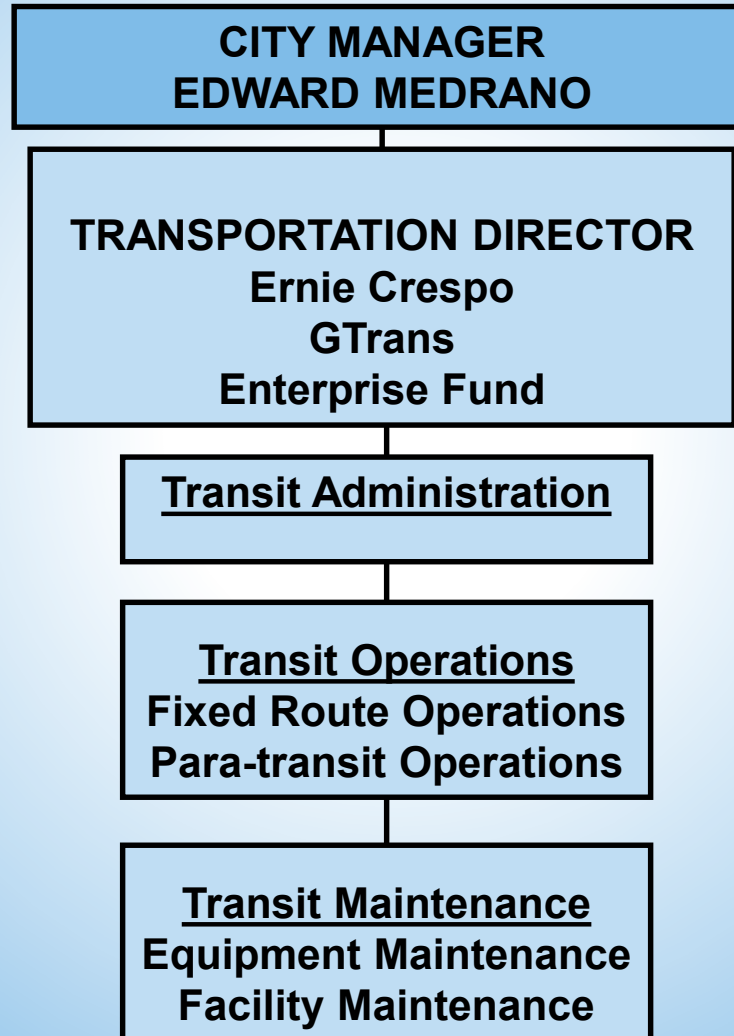 CITY MANAGER
EDWARD MEDRANO
TRANSPORTATION DIRECTOR
Ernie Crespo
GTrans
Enterprise Fund
Transit Administration
Transit Operations
Fixed Route Operations
Para-transit Operations
Transit Maintenance
Equipment Maintenance
Facility Maintenance